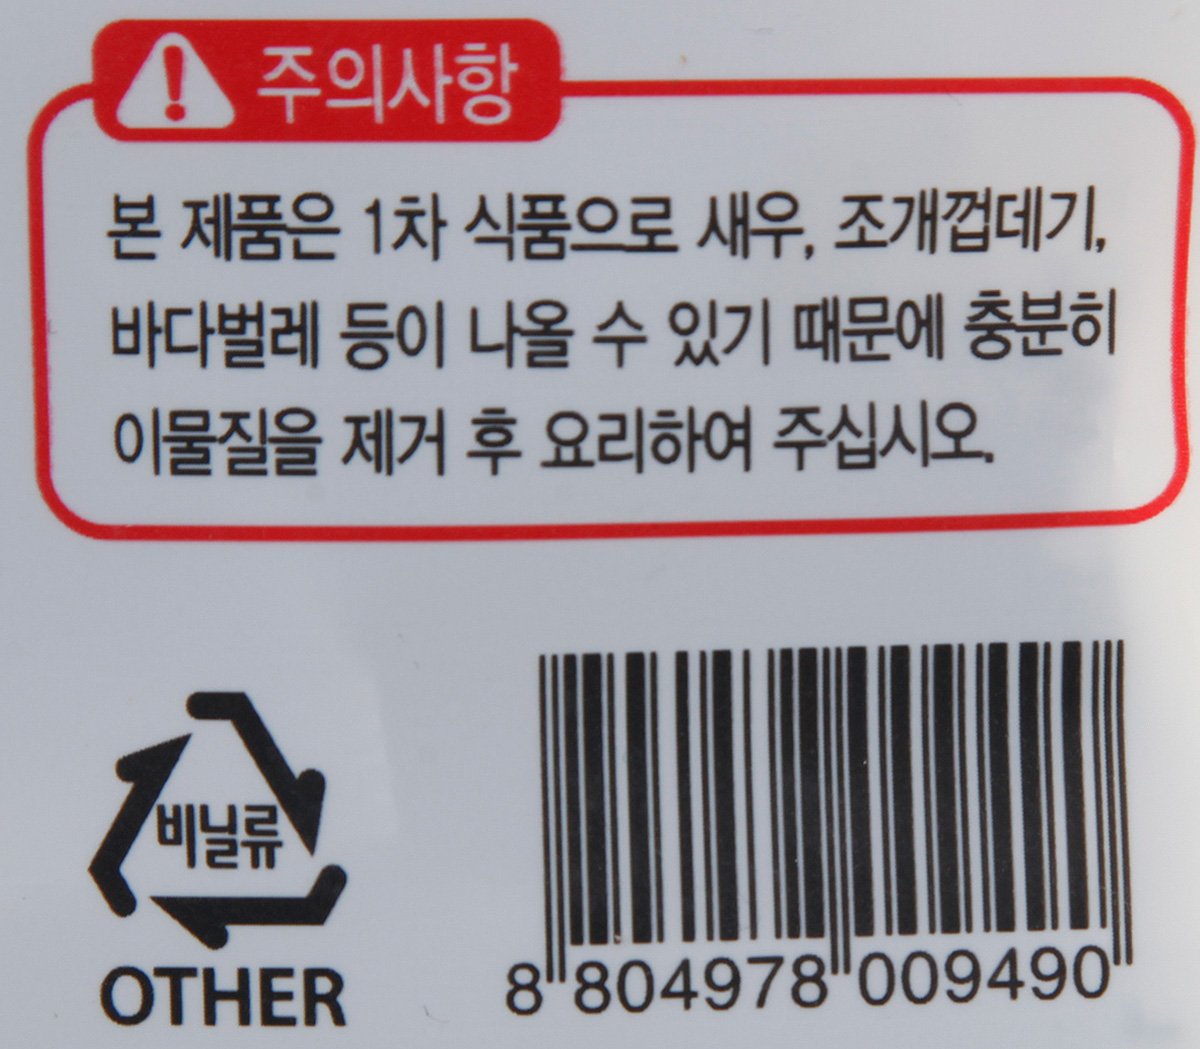 주의사항
본 제품은 1차 식품으로 새우, 조개껍데기,
바다벌레 등이 나올 수 있기 때문에 충분히
이물질을 제거 후 요리하여 주십시오.
비닐류
OTHER
8 804978 009490